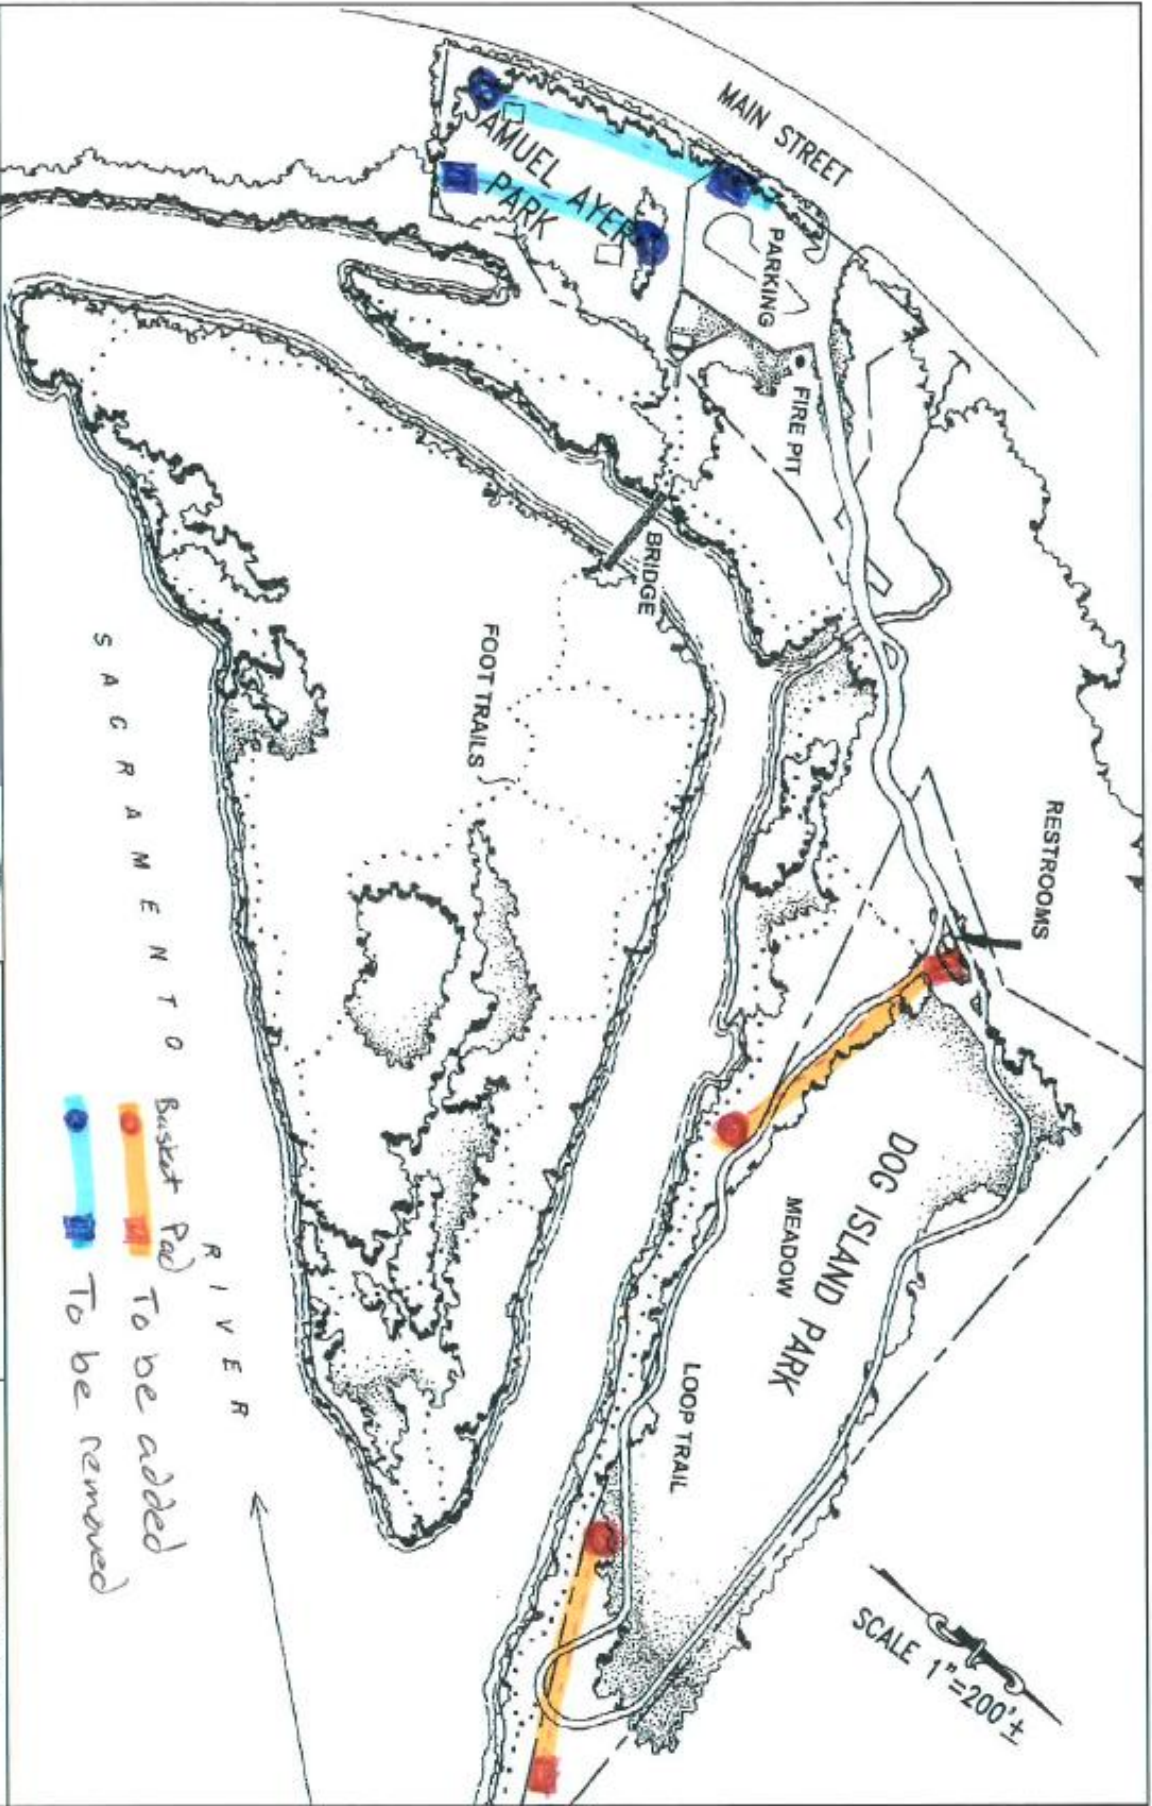 MAIN STREET
SAMUEL AYER
PARK
PARKING
FIRE PIT
BRIDGE
FOOT TRAILS
RESTROOMS
DOG ISLAND PARK
MEADOW
LOOP TRAIL
SCALE 1"=200'±
SACRAMENTO RIVER
Basket Pad
To be added
To be removed